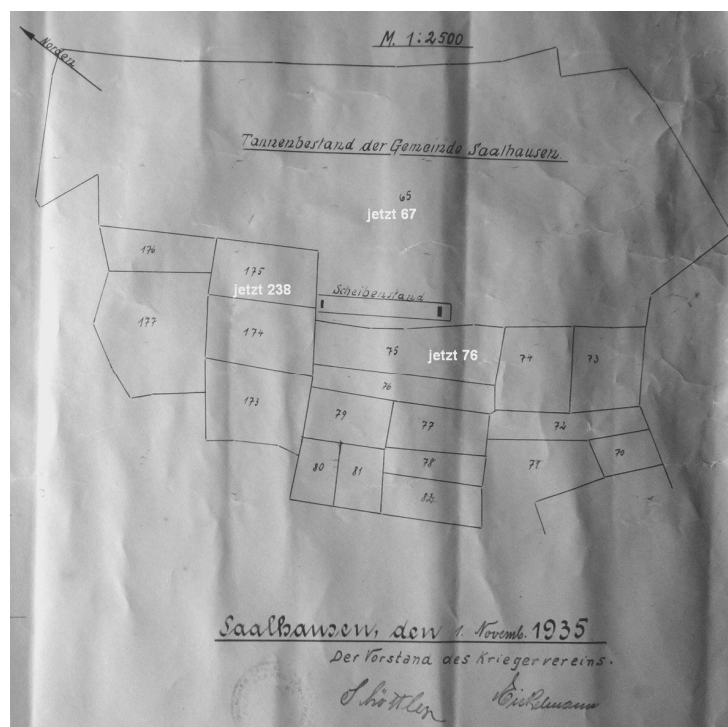 Norden
M. 1:2500
Tannenbestand der Gemeinde Saalhausen.
65
jetzt 67
176
175
jetzt 238
Scheibenstand
177
174
75
jetzt 76
74
73
76
173
79
77
72
80
81
78
71
70
82
Saalhausen, den 1. Novemb. 1935
Der Vorstand des Kriegervereins.
Schöttler
Eickelmann